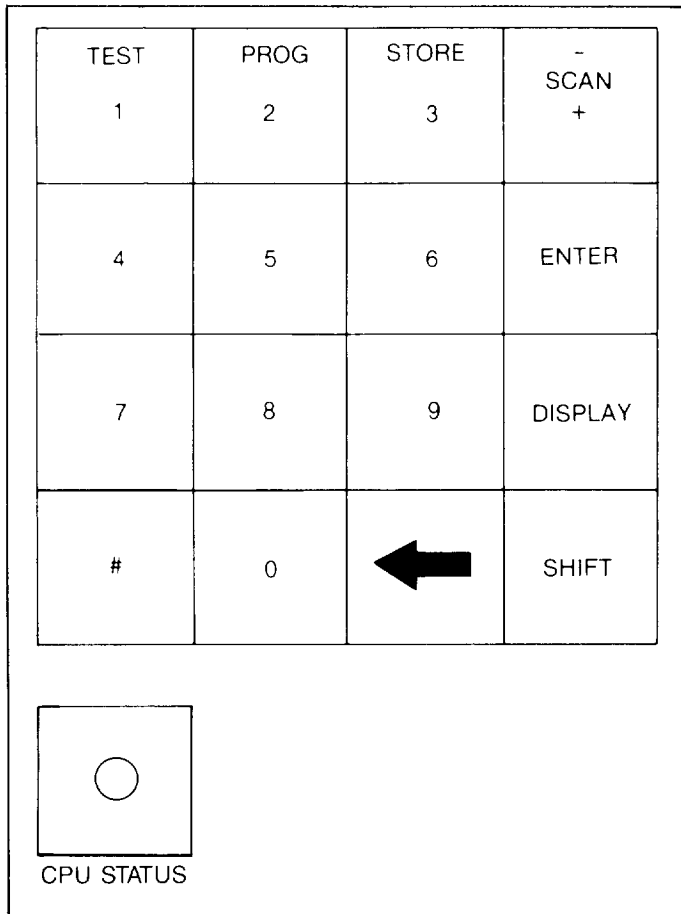 TEST PROG STORE -
SCAN
1 2 3 +
4 5 6 ENTER
7 8 9 DISPLAY
# 0 SHIFT
CPU STATUS